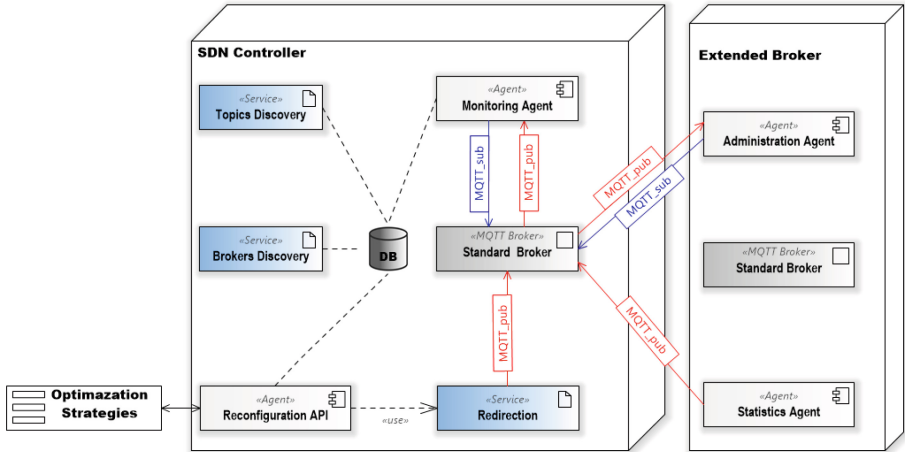 SDN Controller
Extended Broker
«Service»
Topics Discovery
«Agent»
Monitoring Agent
«Agent»
Administration Agent
MQTT_sub
MQTT_pub
MQTT_pub
MQTT_sub
«Service»
Brokers Discovery
DB
«MQTT Broker»
Standard Broker
«MQTT Broker»
Standard Broker
MQTT_pub
MQTT_pub
Optimazation
Strategies
«Agent»
Reconfiguration API
«use»
«Service»
Redirection
«Agent»
Statistics Agent